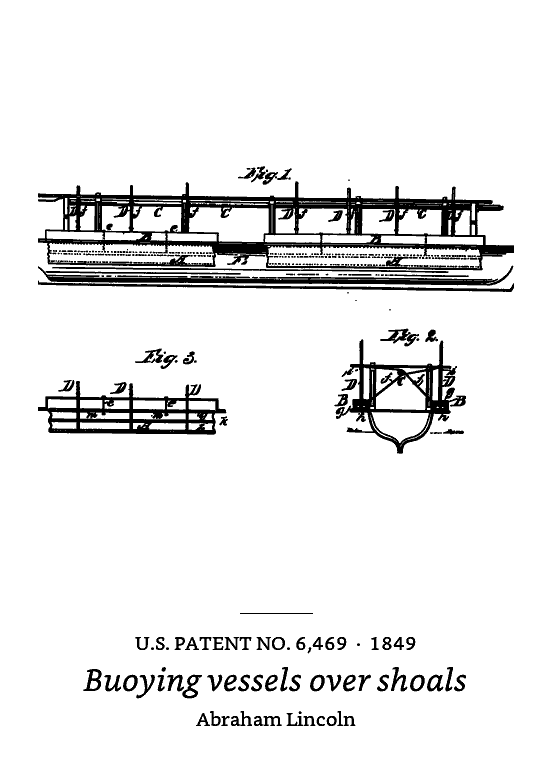 Fig. 1.
D f D f C f C D f D f C D f
e e
B B
A M A
Fig. 2.
Fig. 3.
D D D
e e
m m
A
k
D f C f D
B B
g g
h h
U.S. PATENT NO. 6,469 · 1849
Buoying vessels over shoals
Abraham Lincoln